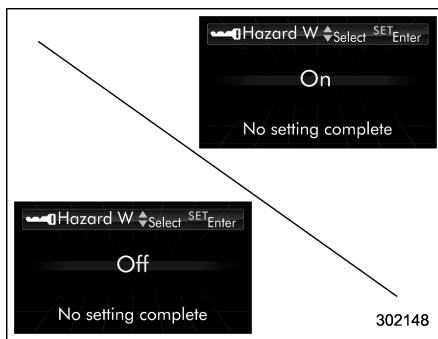 Hazard W Select SET Enter
On
No setting complete
Hazard W Select SET Enter
Off
No setting complete
302148